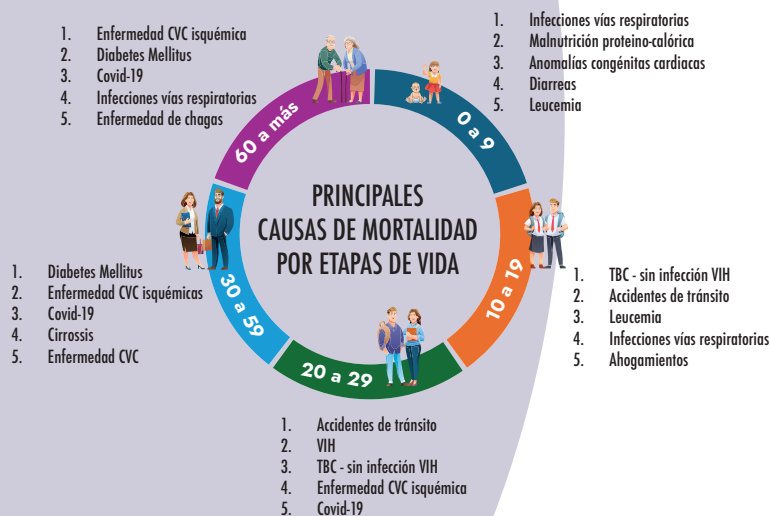 PRINCIPALES
CAUSAS DE MORTALIDAD
POR ETAPAS DE VIDA
0 a 9
1. Infecciones vías respiratorias
2. Malnutrición proteino-calórica
3. Anomalías congénitas cardiacas
4. Diarreas
5. Leucemia
10 a 19
1. TBC - sin infección VIH
2. Accidentes de tránsito
3. Leucemia
4. Infecciones vías respiratorias
5. Ahogamientos
20 a 29
1. Accidentes de tránsito
2. VIH
3. TBC - sin infección VIH
4. Enfermedad CVC isquémica
5. Covid-19
30 a 59
1. Diabetes Mellitus
2. Enfermedad CVC isquémicas
3. Covid-19
4. Cirrossis
5. Enfermedad CVC
60 a más
1. Enfermedad CVC isquémica
2. Diabetes Mellitus
3. Covid-19
4. Infecciones vías respiratorias
5. Enfermedad de chagas